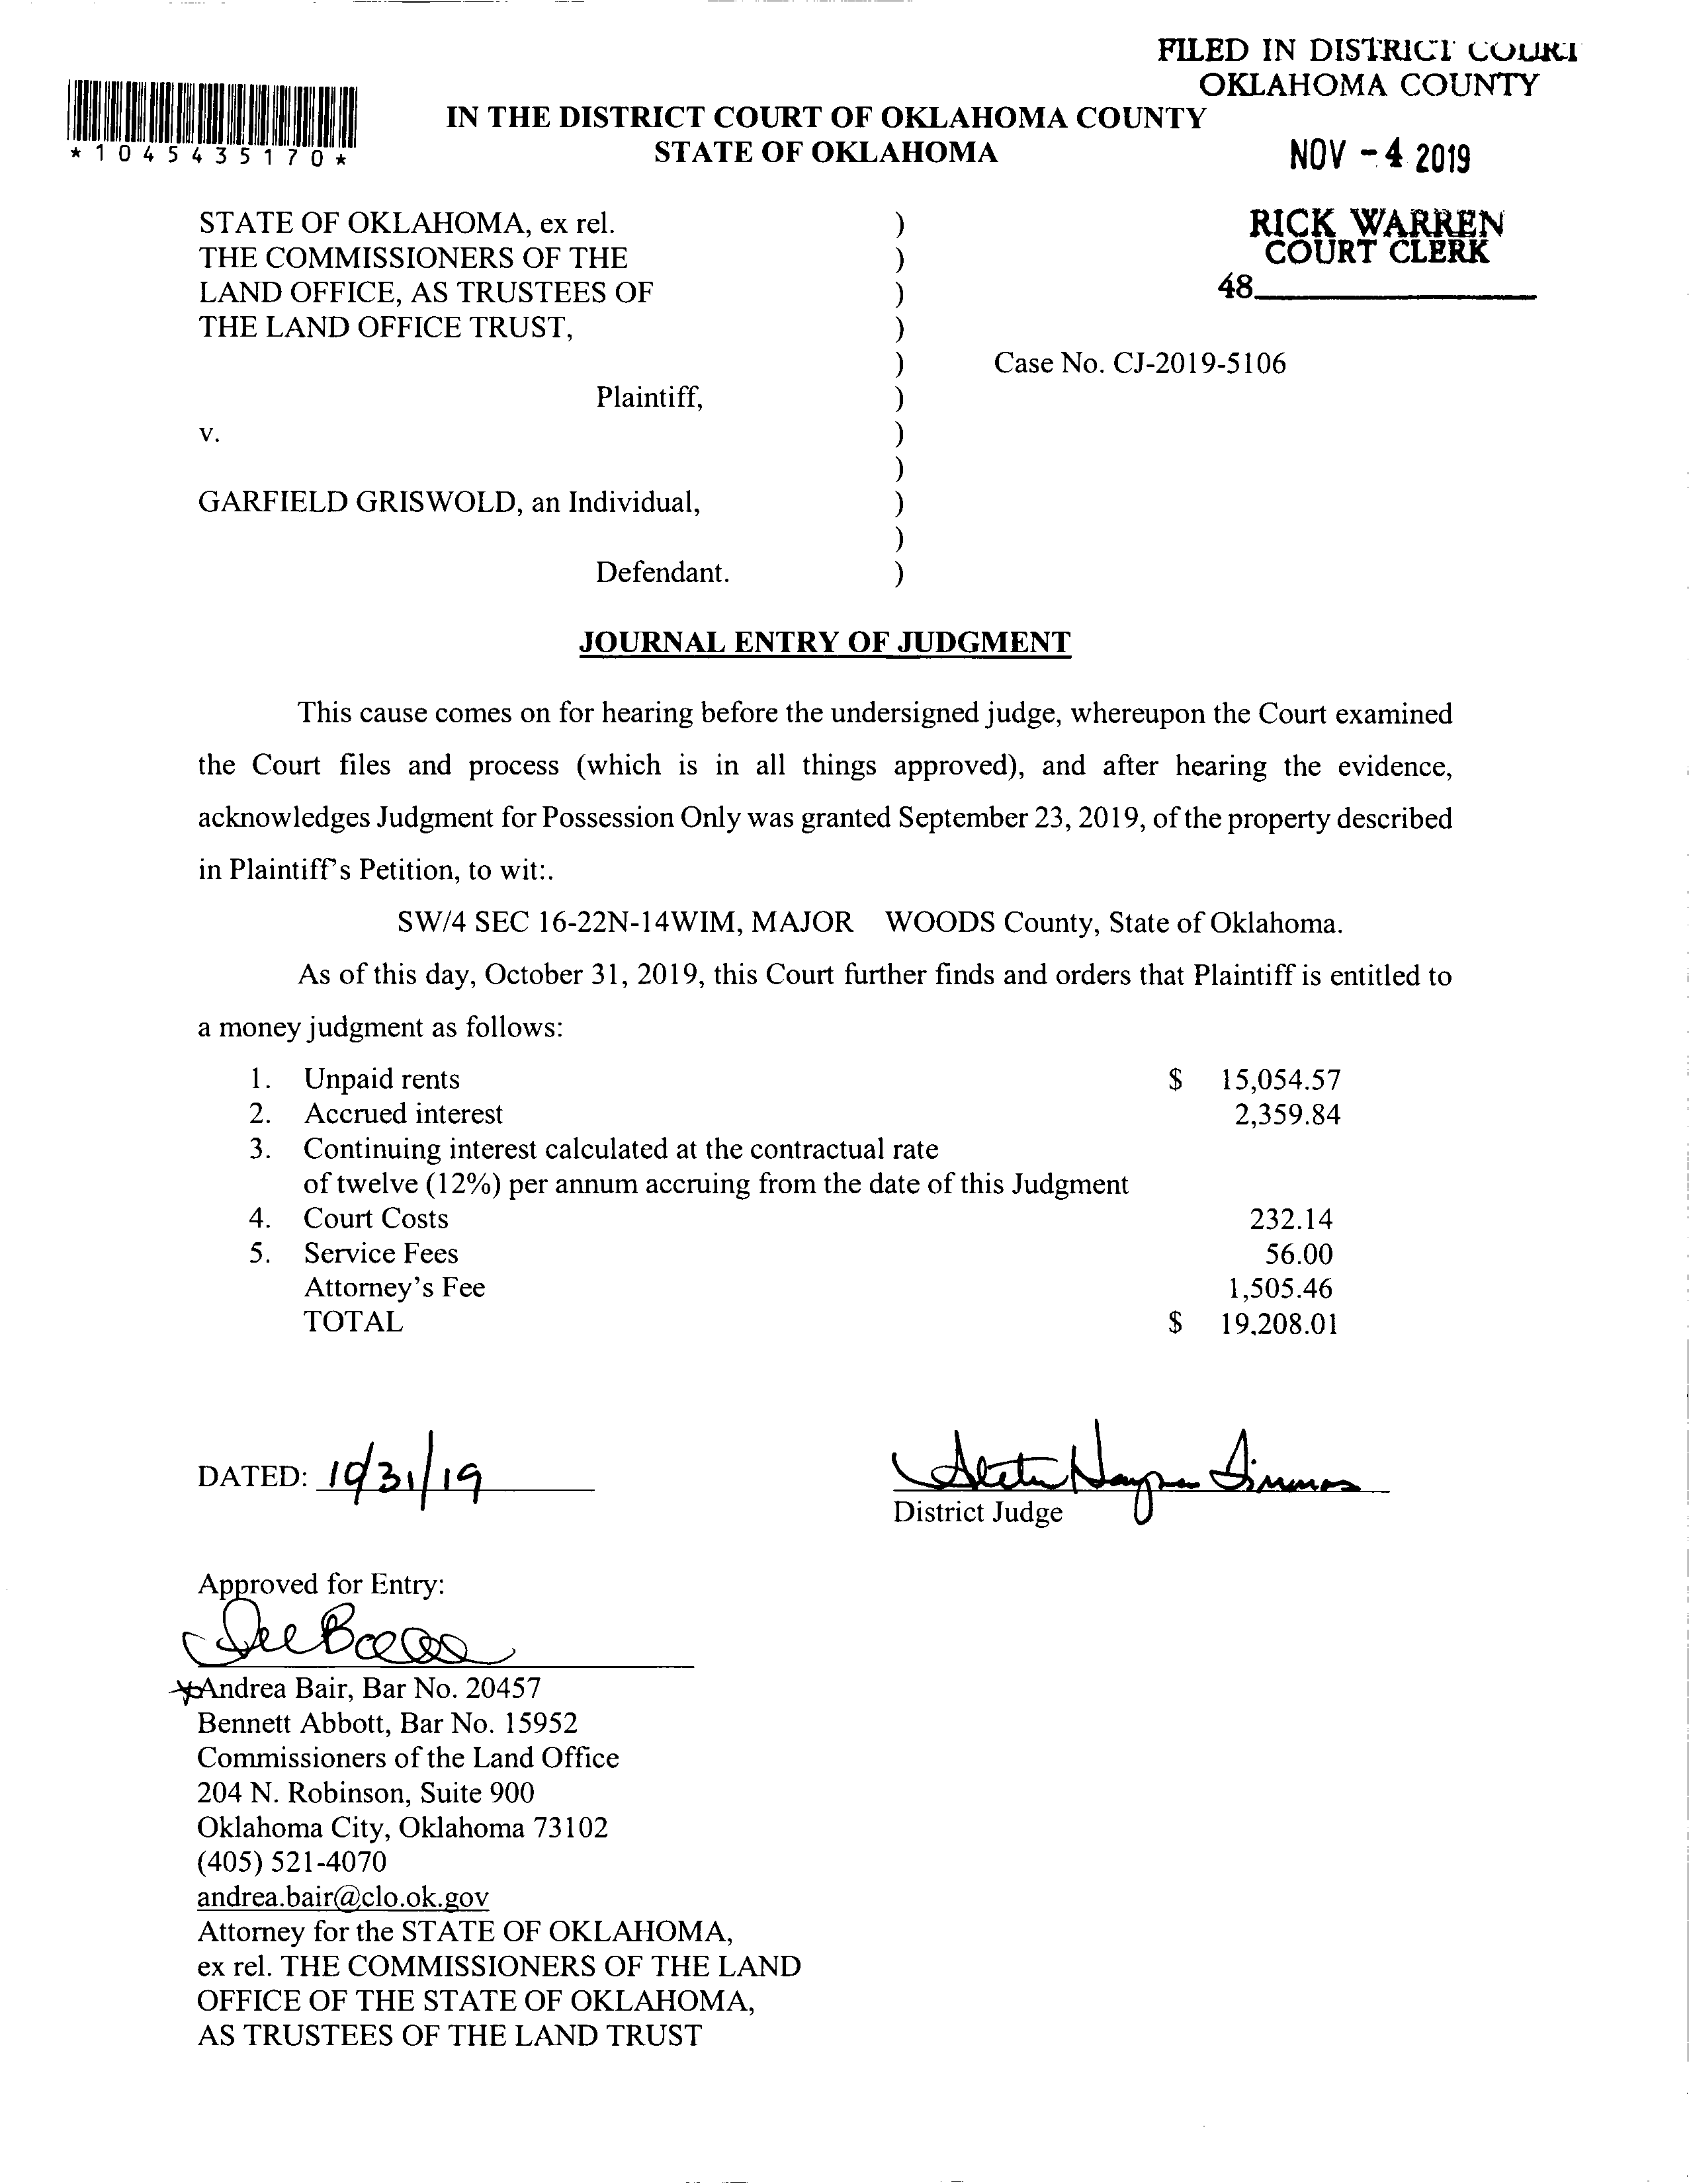 FILED IN DISTRICT COURT
OKLAHOMA COUNTY
*1045435170*
IN THE DISTRICT COURT OF OKLAHOMA COUNTY
STATE OF OKLAHOMA
NOV - 4 2019
RICK WARREN
COURT CLERK
48
STATE OF OKLAHOMA, ex rel. )
THE COMMISSIONERS OF THE )
LAND OFFICE, AS TRUSTEES OF )
THE LAND OFFICE TRUST, )
) Case No. CJ-2019-5106
Plaintiff, )
v. )
)
GARFIELD GRISWOLD, an Individual, )
)
Defendant. )
JOURNAL ENTRY OF JUDGMENT
This cause comes on for hearing before the undersigned judge, whereupon the Court examined
the Court files and process (which is in all things approved), and after hearing the evidence,
acknowledges Judgment for Possession Only was granted September 23, 2019, of the property described
in Plaintiff's Petition, to wit:.
SW/4 SEC 16-22N-14WIM, MAJOR WOODS County, State of Oklahoma.
As of this day, October 31, 2019, this Court further finds and orders that Plaintiff is entitled to
a money judgment as follows:
1. Unpaid rents $ 15,054.57
2. Accrued interest 2,359.84
3. Continuing interest calculated at the contractual rate
of twelve (12%) per annum accruing from the date of this Judgment
4. Court Costs 232.14
5. Service Fees 56.00
Attorney's Fee 1,505.46
TOTAL $ 19,208.01
DATED: 10/31/19
District Judge
Approved for Entry:
Andrea Bair, Bar No. 20457
Bennett Abbott, Bar No. 15952
Commissioners of the Land Office
204 N. Robinson, Suite 900
Oklahoma City, Oklahoma 73102
(405) 521-4070
andrea.bair@clo.ok.gov
Attorney for the STATE OF OKLAHOMA,
ex rel. THE COMMISSIONERS OF THE LAND
OFFICE OF THE STATE OF OKLAHOMA,
AS TRUSTEES OF THE LAND TRUST